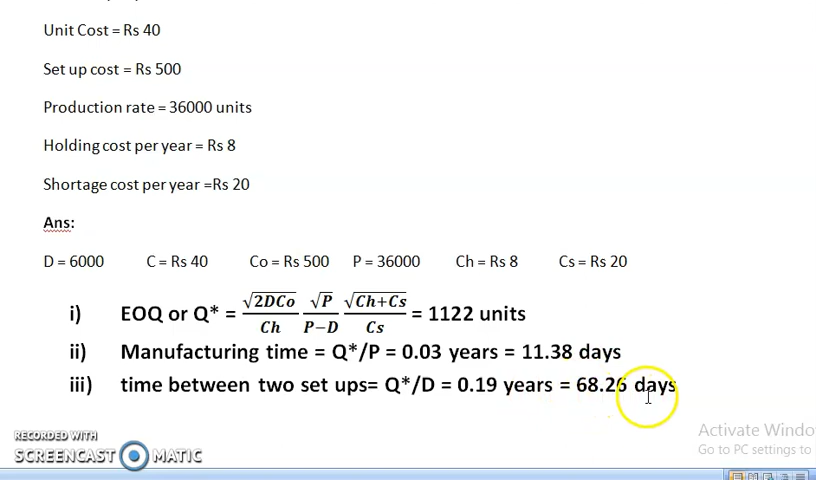 Unit Cost = Rs 40
Set up cost = Rs 500
Production rate = 36000 units
Holding cost per year = Rs 8
Shortage cost per year =Rs 20
Ans:
D = 6000 C = Rs 40 Co = Rs 500 P = 36000 Ch = Rs 8 Cs = Rs 20
i) EOQ or Q* = √2DCo/Ch √P/P−D √Ch+Cs/Cs = 1122 units
ii) Manufacturing time = Q*/P = 0.03 years = 11.38 days
iii) time between two set ups= Q*/D = 0.19 years = 68.26 days
Activate Windo
Go to PC settings to
RECORDED WITH
SCREENCAST MATIC